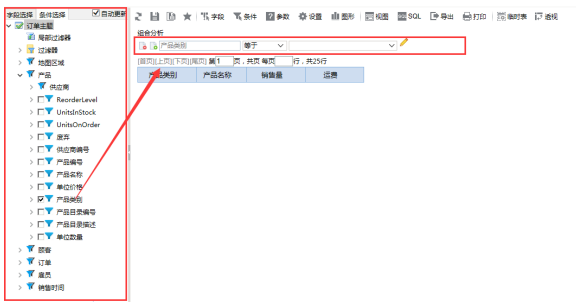 字段选择 条件选择 自动更新
字段 条件 参数 设置 图形 视图 SQL 导出 打印 临时表 透视
订单主题
组合分析
局部过滤器
过滤器
产品类别 等于
地图区域
[首页][上页][下页][尾页] 第1 页，共页 每页 行，共25行
产品
产品类别 产品名称 销售量 运费
供应商
ReorderLevel
UnitsInStock
UnitsOnOrder
废弃
供应商编号
产品编号
产品名称
单位价格
产品类别
产品目录编号
产品目录描述
单位数量
顾客
订单
雇员
销售时间